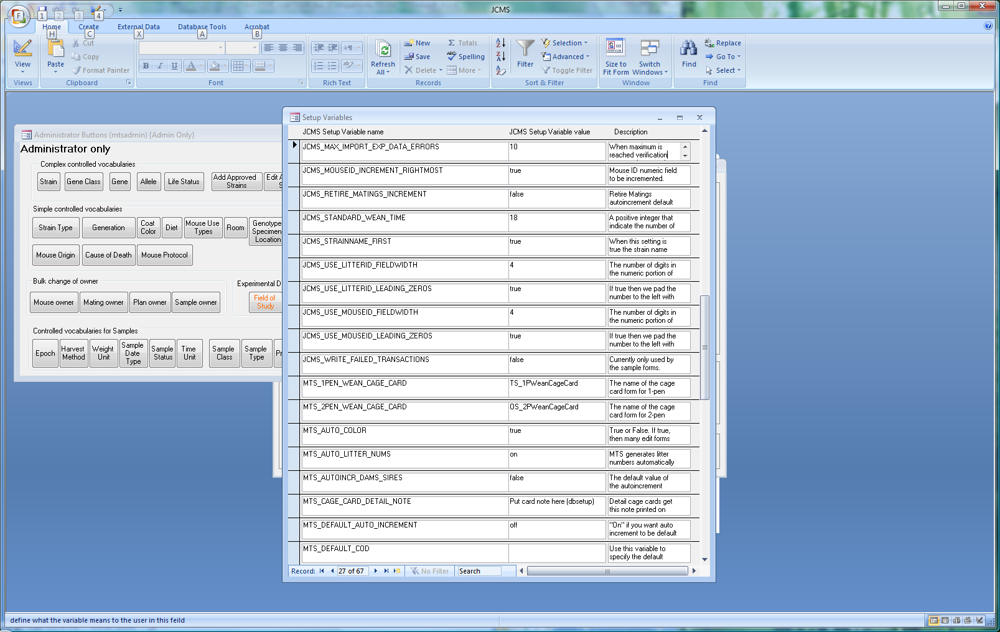 JCMS
F
1
2
3
4
Home
Create
External Data
Database Tools
Acrobat
H
C
X
A
B
View
Views
Paste
Cut
Copy
Format Painter
Clipboard
B I U A
Font
Rich Text
Refresh
All
New
Save
Delete
Totals
Spelling
More
Records
Filter
Selection
Advanced
Toggle Filter
Sort & Filter
Size to
Fit Form
Switch
Windows
Window
Find
Replace
Go To
Select
Find
Administrator Buttons (mtsadmin) {Admin Only}
Administrator only
Complex controlled vocabularies
Strain
Gene Class
Gene
Allele
Life Status
Add Approved
Strains
Edit A
S
Simple controlled vocabularies
Strain Type
Generation
Coat
Color
Diet
Mouse Use
Types
Room
Genotype
Specimen
Location
Mouse Origin
Cause of Death
Mouse Protocol
Bulk change of owner
Mouse owner
Mating owner
Plan owner
Sample owner
Experimental D
Field of
Study
Controlled vocabularies for Samples
Epoch
Harvest
Method
Weight
Unit
Sample
Date
Type
Sample
Status
Time
Unit
Sample
Class
Sample
Type
Pr
Setup Variables
JCMS Setup Variable name JCMS Setup Variable value Description
JCMS_MAX_IMPORT_EXP_DATA_ERRORS 10 When maximum is
reached verification
JCMS_MOUSEID_INCREMENT_RIGHTMOST true Mouse ID numeric field
to be incremented.
JCMS_RETIRE_MATINGS_INCREMENT false Retire Matings
autoincrement default
JCMS_STANDARD_WEAN_TIME 18 A positive integer that
indicate the number of
JCMS_STRAINNAME_FIRST true When this setting is
true the strain name
JCMS_USE_LITTERID_FIELDWIDTH 4 The number of digits in
the numeric portion of
JCMS_USE_LITTERID_LEADING_ZEROS true If true then we pad the
number to the left with
JCMS_USE_MOUSEID_FIELDWIDTH 4 The number of digits in
the numeric portion of
JCMS_USE_MOUSEID_LEADING_ZEROS true If true then we pad the
number to the left with
JCMS_WRITE_FAILED_TRANSACTIONS false Currently only used by
the sample forms.
MTS_1PEN_WEAN_CAGE_CARD TS_1PWeanCageCard The name of the cage
card form for 1-pen
MTS_2PEN_WEAN_CAGE_CARD OS_2PWeanCageCard The name of the cage
card form for 2-pen
MTS_AUTO_COLOR true True or False. If true,
then many edit forms
MTS_AUTO_LITTER_NUMS on MTS generates litter
numbers automatically
MTS_AUTOINCR_DAMS_SIRES false The default value of
the autoincrement
MTS_CAGE_CARD_DETAIL_NOTE Put card note here (dbsetup) Detail cage cards get
this note printed on
MTS_DEFAULT_AUTO_INCREMENT off "On" if you want auto
increment to be default
MTS_DEFAULT_COD Use this variable to
specify the default
Record: 27 of 67 No Filter Search
define what the variable means to the user in this feild